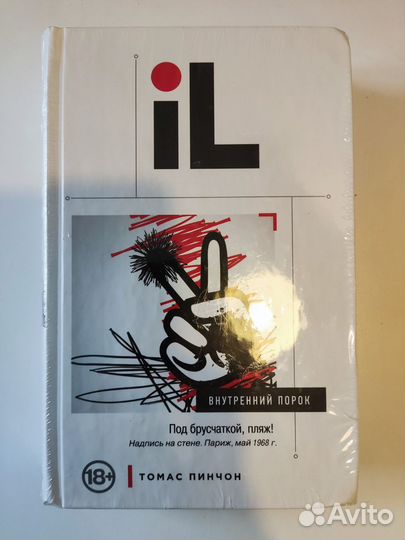 iL
ВНУТРЕННИЙ ПОРОК
Под брусчаткой, пляж!
Надпись на стене. Париж, май 1968 г.
18+
ТОМАС ПИНЧОН
Avito